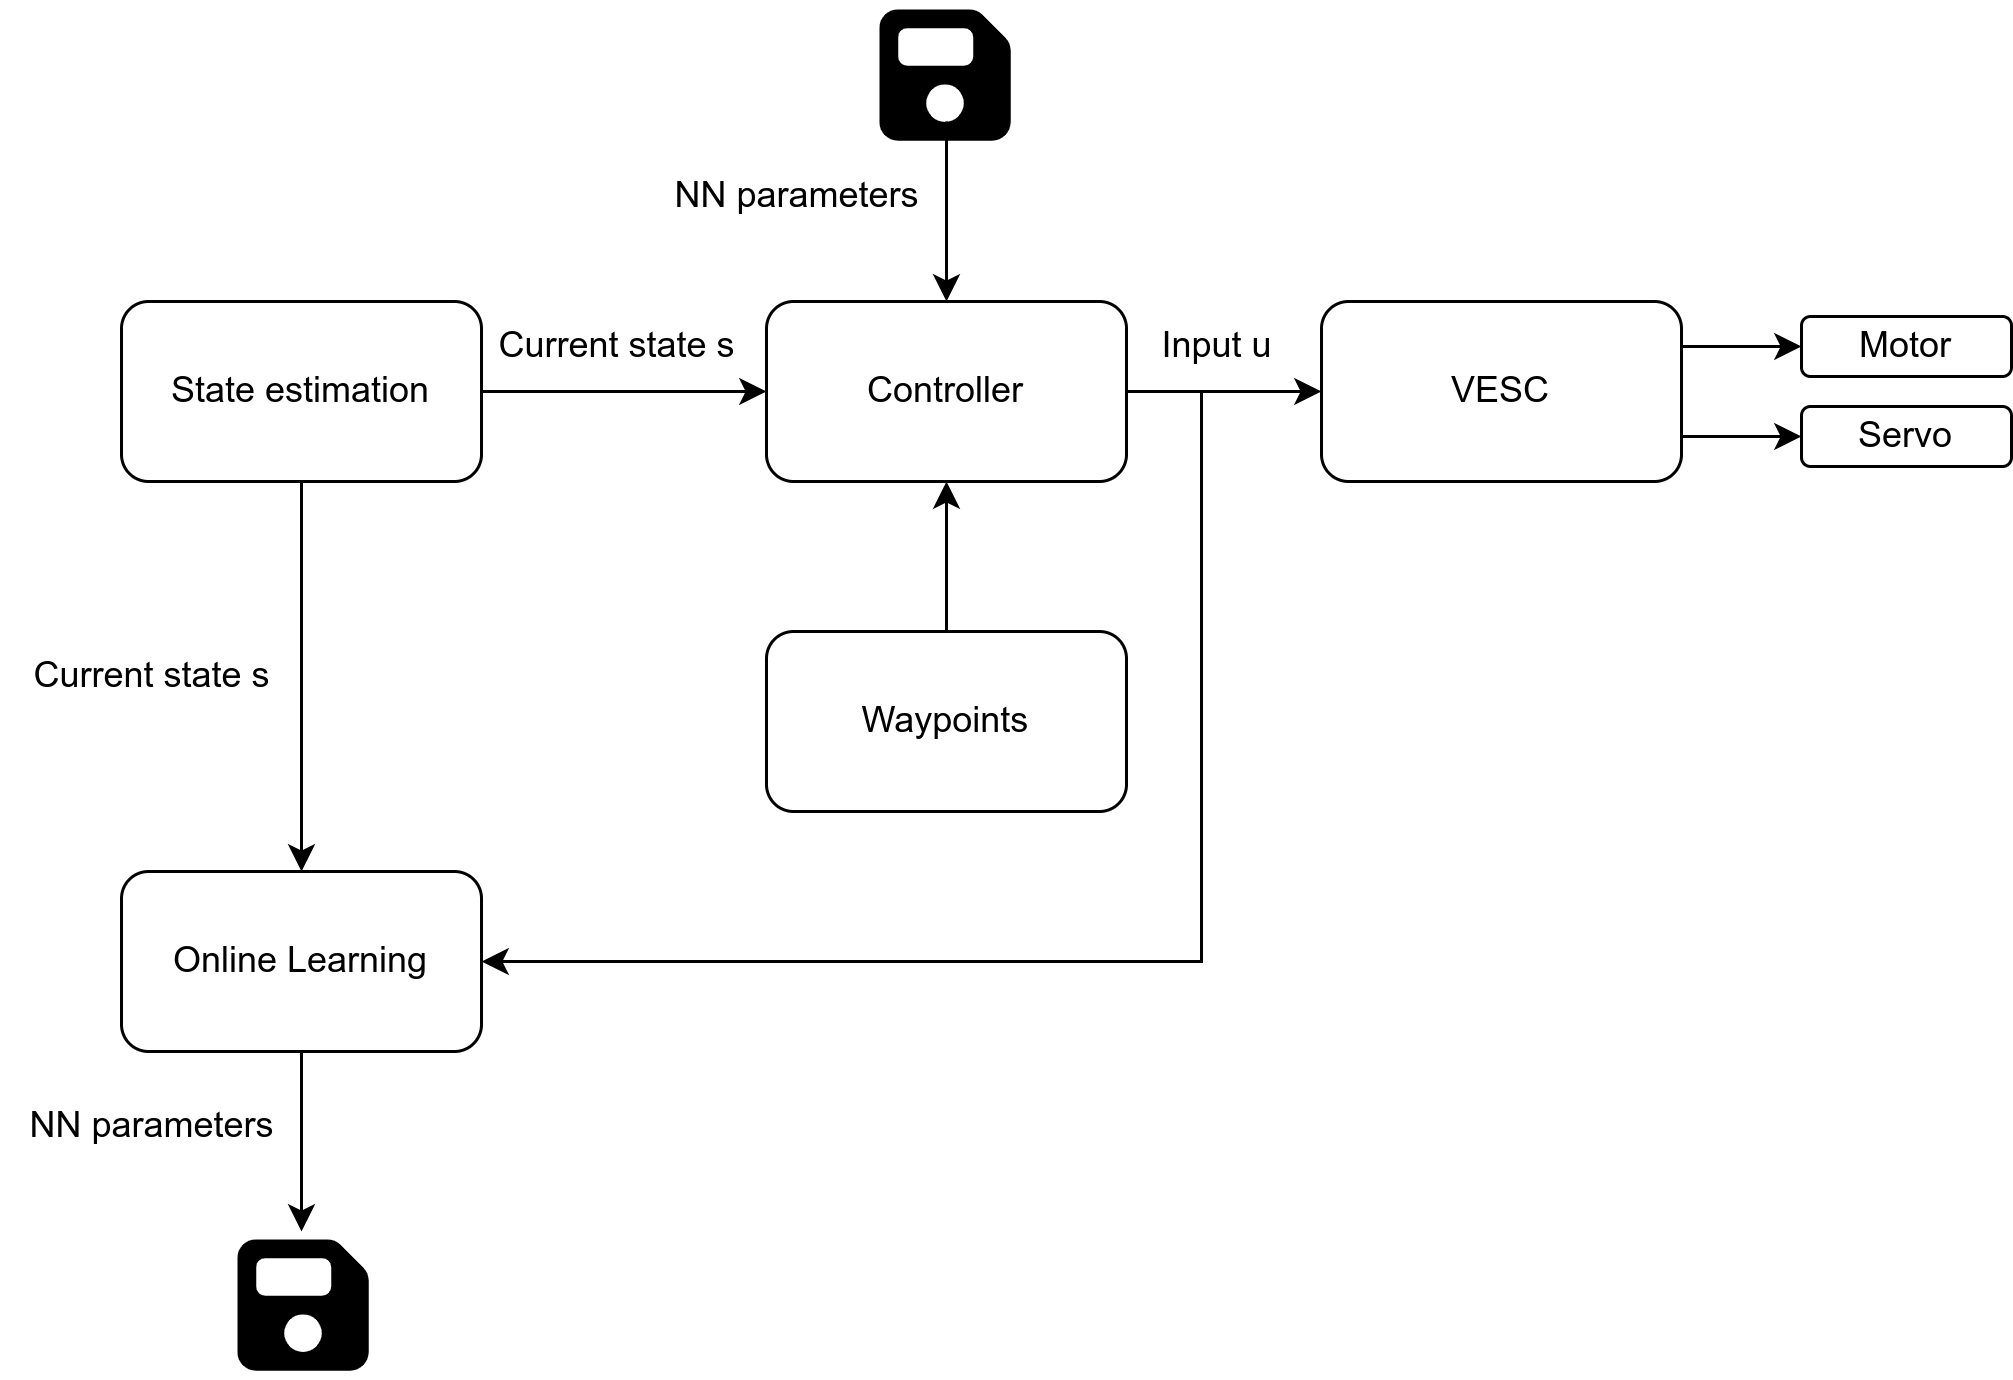 NN parameters
State estimation
Current state s
Controller
Input u
VESC
Motor
Servo
Current state s
Waypoints
Online Learning
NN parameters